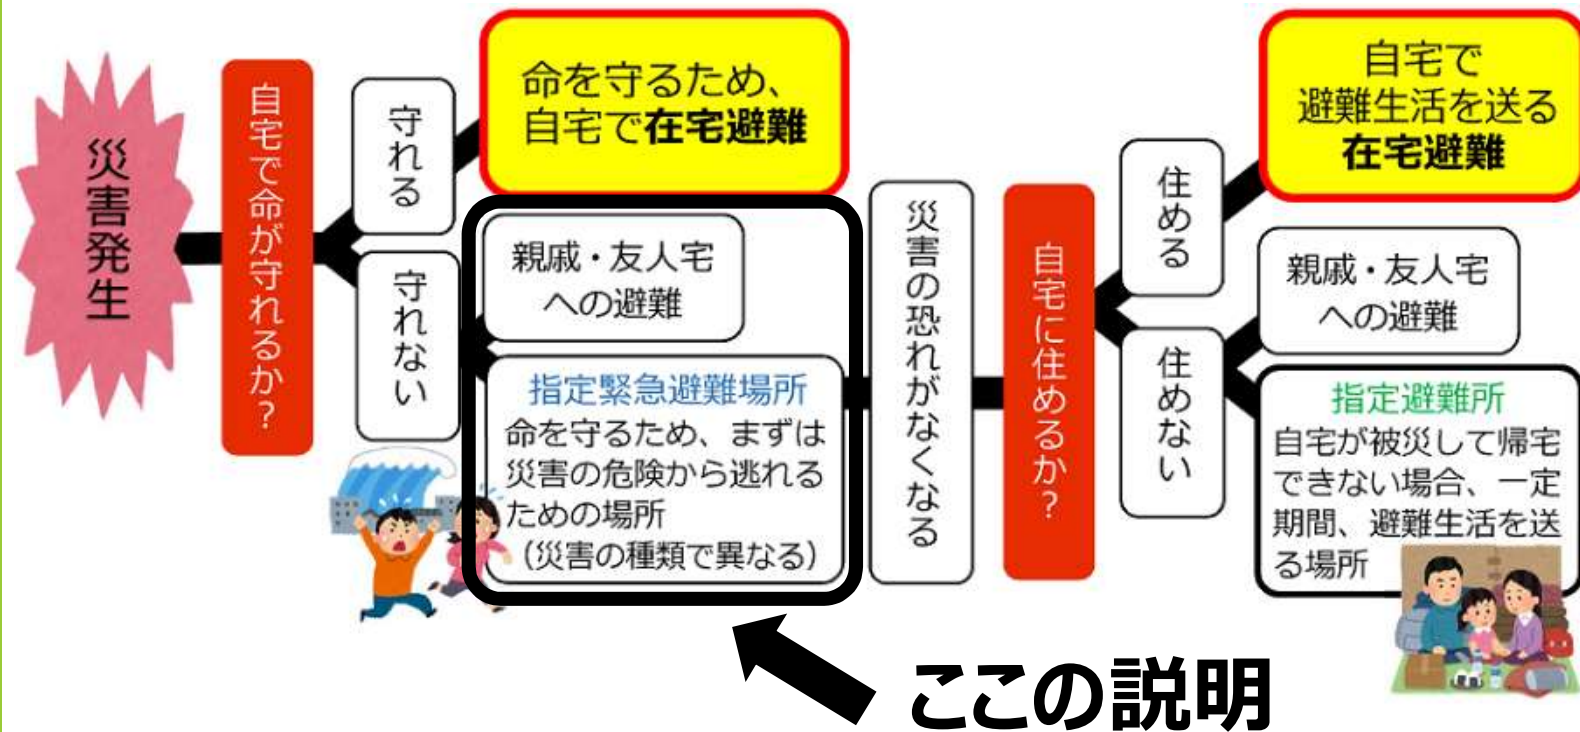 災害発生
自宅で命が守れるか?
守れる
命を守るため、
自宅で在宅避難
守れない
親戚・友人宅
への避難
指定緊急避難場所
命を守るため、まずは
災害の危険から逃れる
ための場所
(災害の種類で異なる)
災害の恐れがなくなる
自宅に住めるか?
住める
自宅で
避難生活を送る
在宅避難
住めない
親戚・友人宅
への避難
指定避難所
自宅が被災して帰宅
できない場合、一定
期間、避難生活を送
る場所
ここの説明